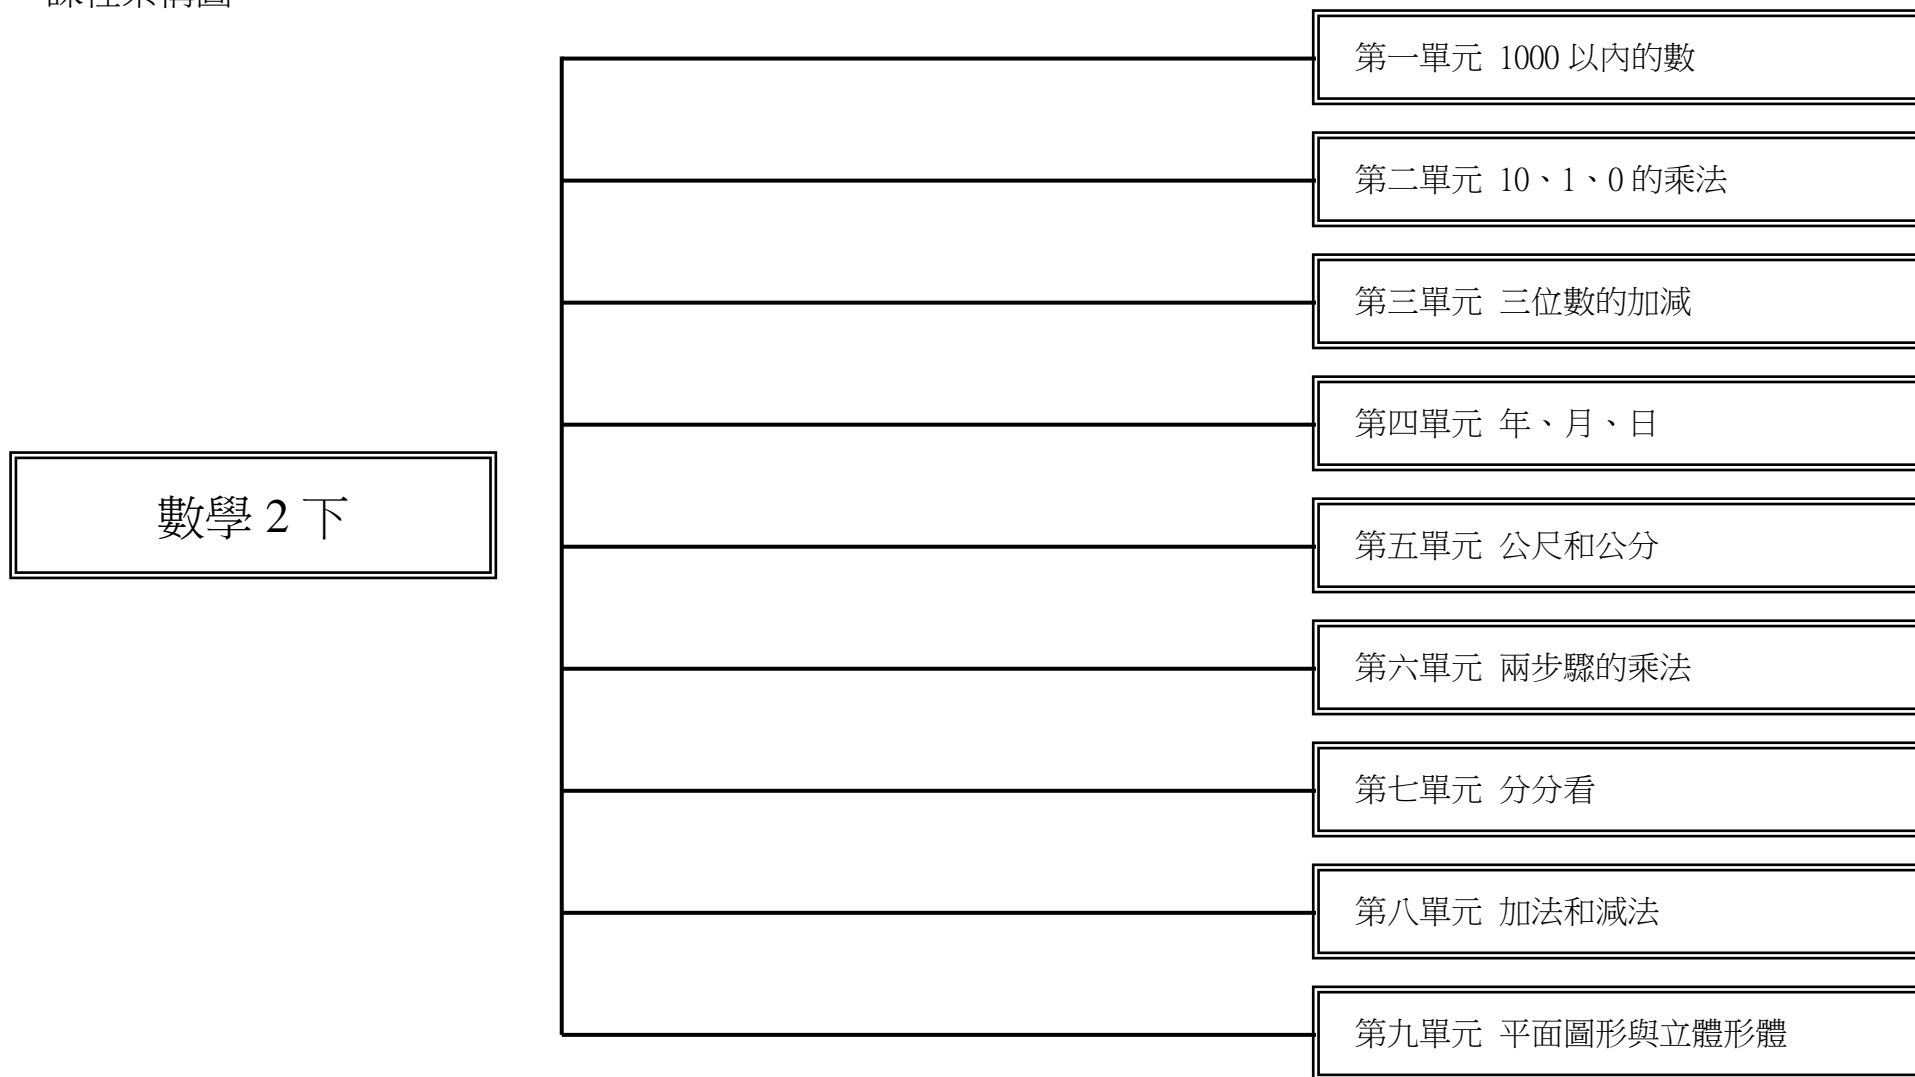 數學 2 下
第一單元 1000 以內的數
第二單元 10、1、0 的乘法
第三單元 三位數的加減
第四單元 年、月、日
第五單元 公尺和公分
第六單元 兩步驟的乘法
第七單元 分分看
第八單元 加法和減法
第九單元 平面圖形與立體形體